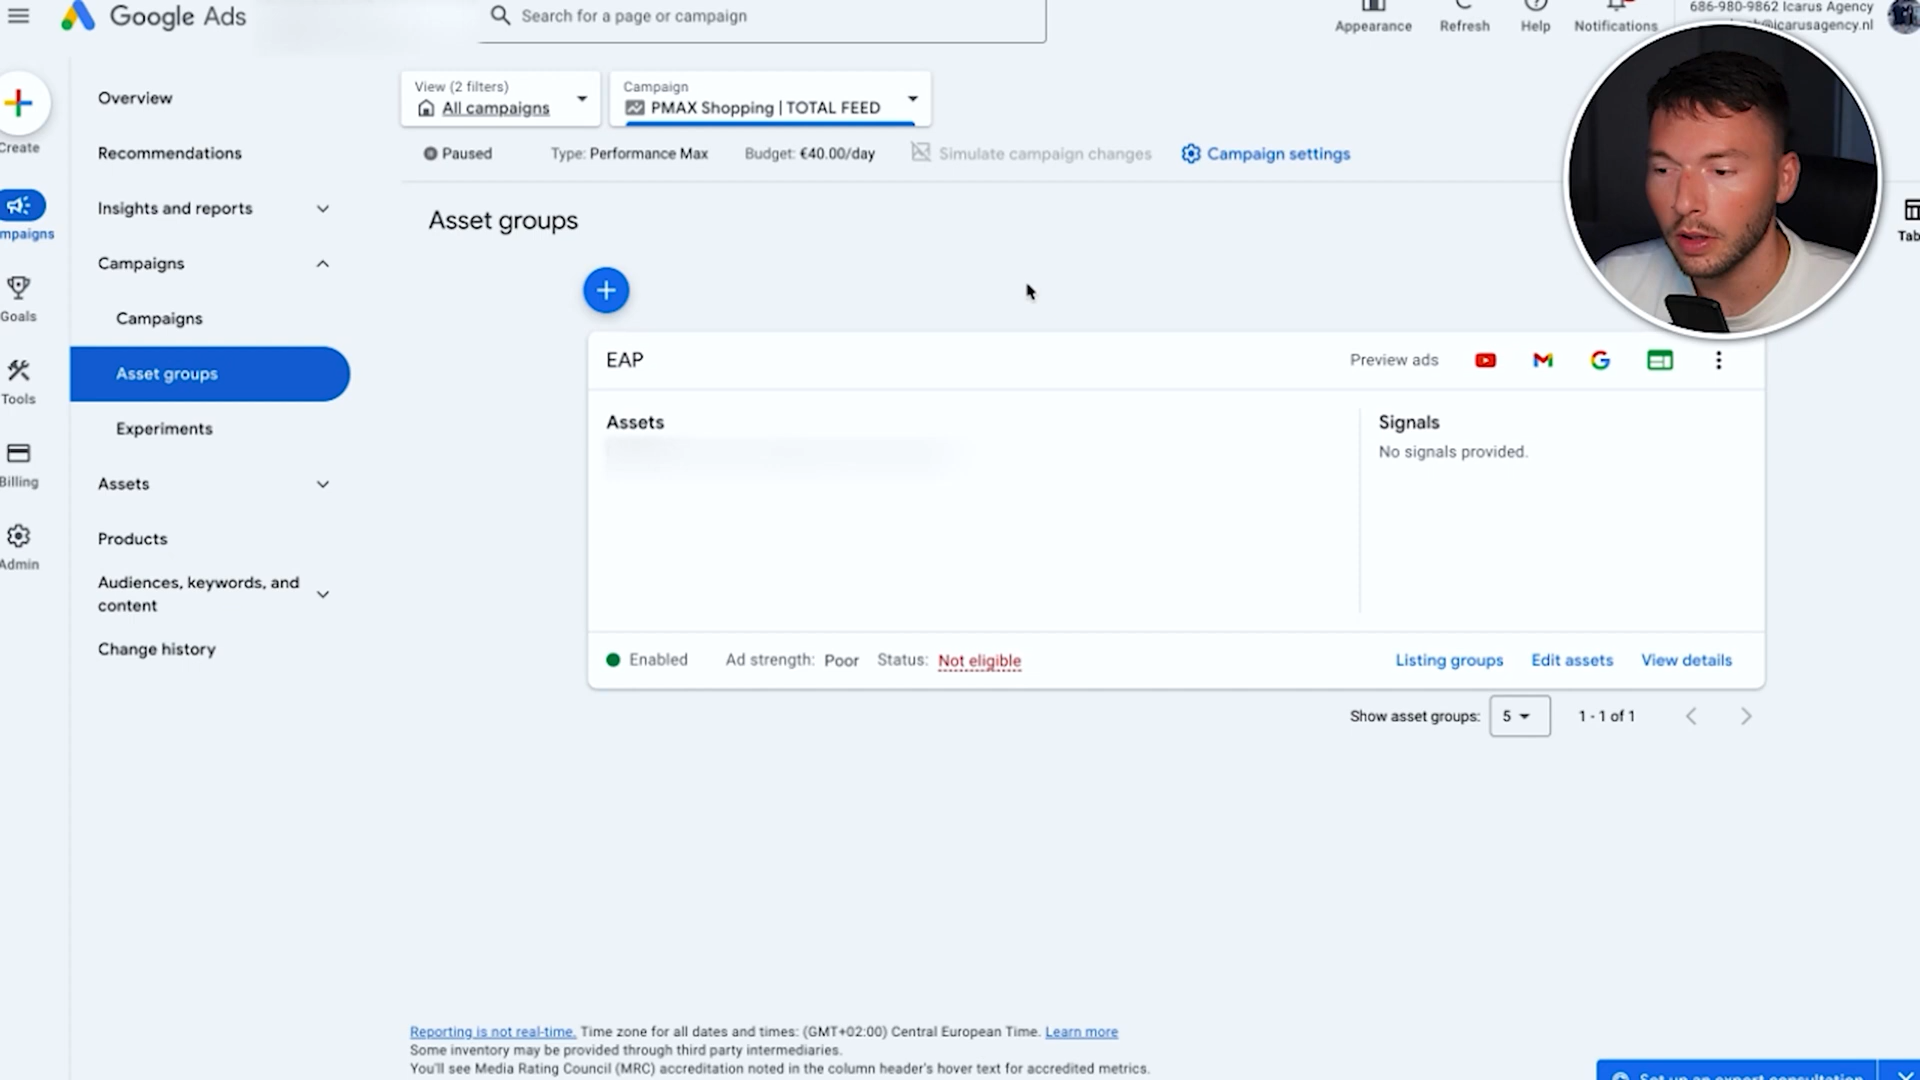 Google Ads
Search for a page or campaign
Appearance
Refresh
Help
Notifications
686-980-9862 Icarus Agency
@icarusagency.nl
Create
mpaigns
Goals
Tools
Billing
Admin
Overview
Recommendations
Insights and reports
Campaigns
Campaigns
Asset groups
Experiments
Assets
Products
Audiences, keywords, and
content
Change history
View (2 filters)
All campaigns
Campaign
PMAX Shopping | TOTAL FEED
Paused
Type: Performance Max
Budget: €40.00/day
Simulate campaign changes
Campaign settings
Asset groups
Tab
EAP
Preview ads
Assets
Signals
No signals provided.
Enabled
Ad strength: Poor
Status: Not eligible
Listing groups
Edit assets
View details
Show asset groups: 5
1 - 1 of 1
Reporting is not real-time. Time zone for all dates and times: (GMT+02:00) Central European Time. Learn more
Some inventory may be provided through third party intermediaries.
You'll see Media Rating Council (MRC) accreditation noted in the column header's hover text for accredited metrics.
Set up an expert consultation